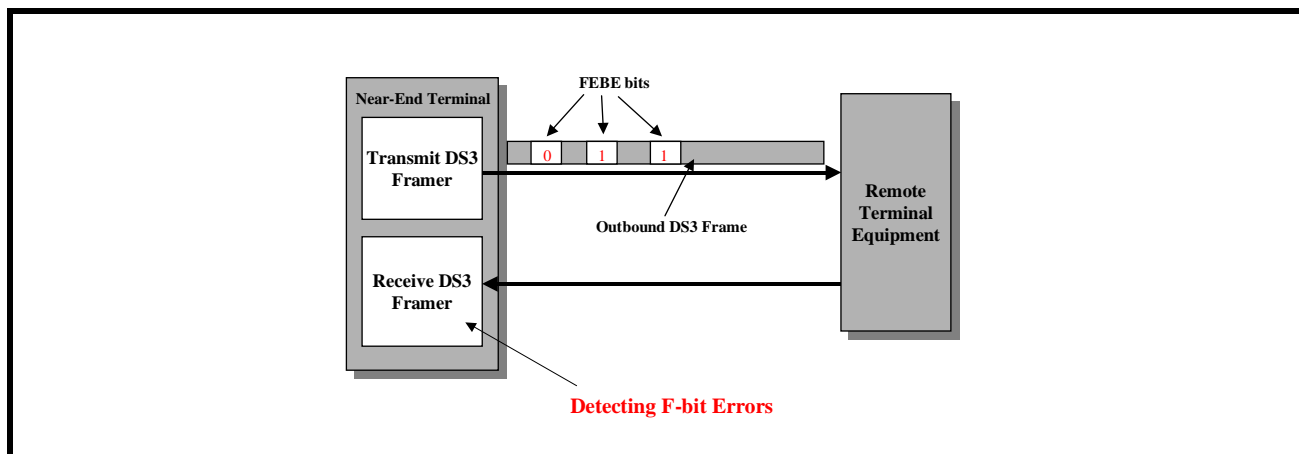 FEBE bits
Near-End Terminal
Transmit DS3
Framer
0 1 1
Remote
Terminal
Equipment
Outbound DS3 Frame
Receive DS3
Framer
Detecting F-bit Errors